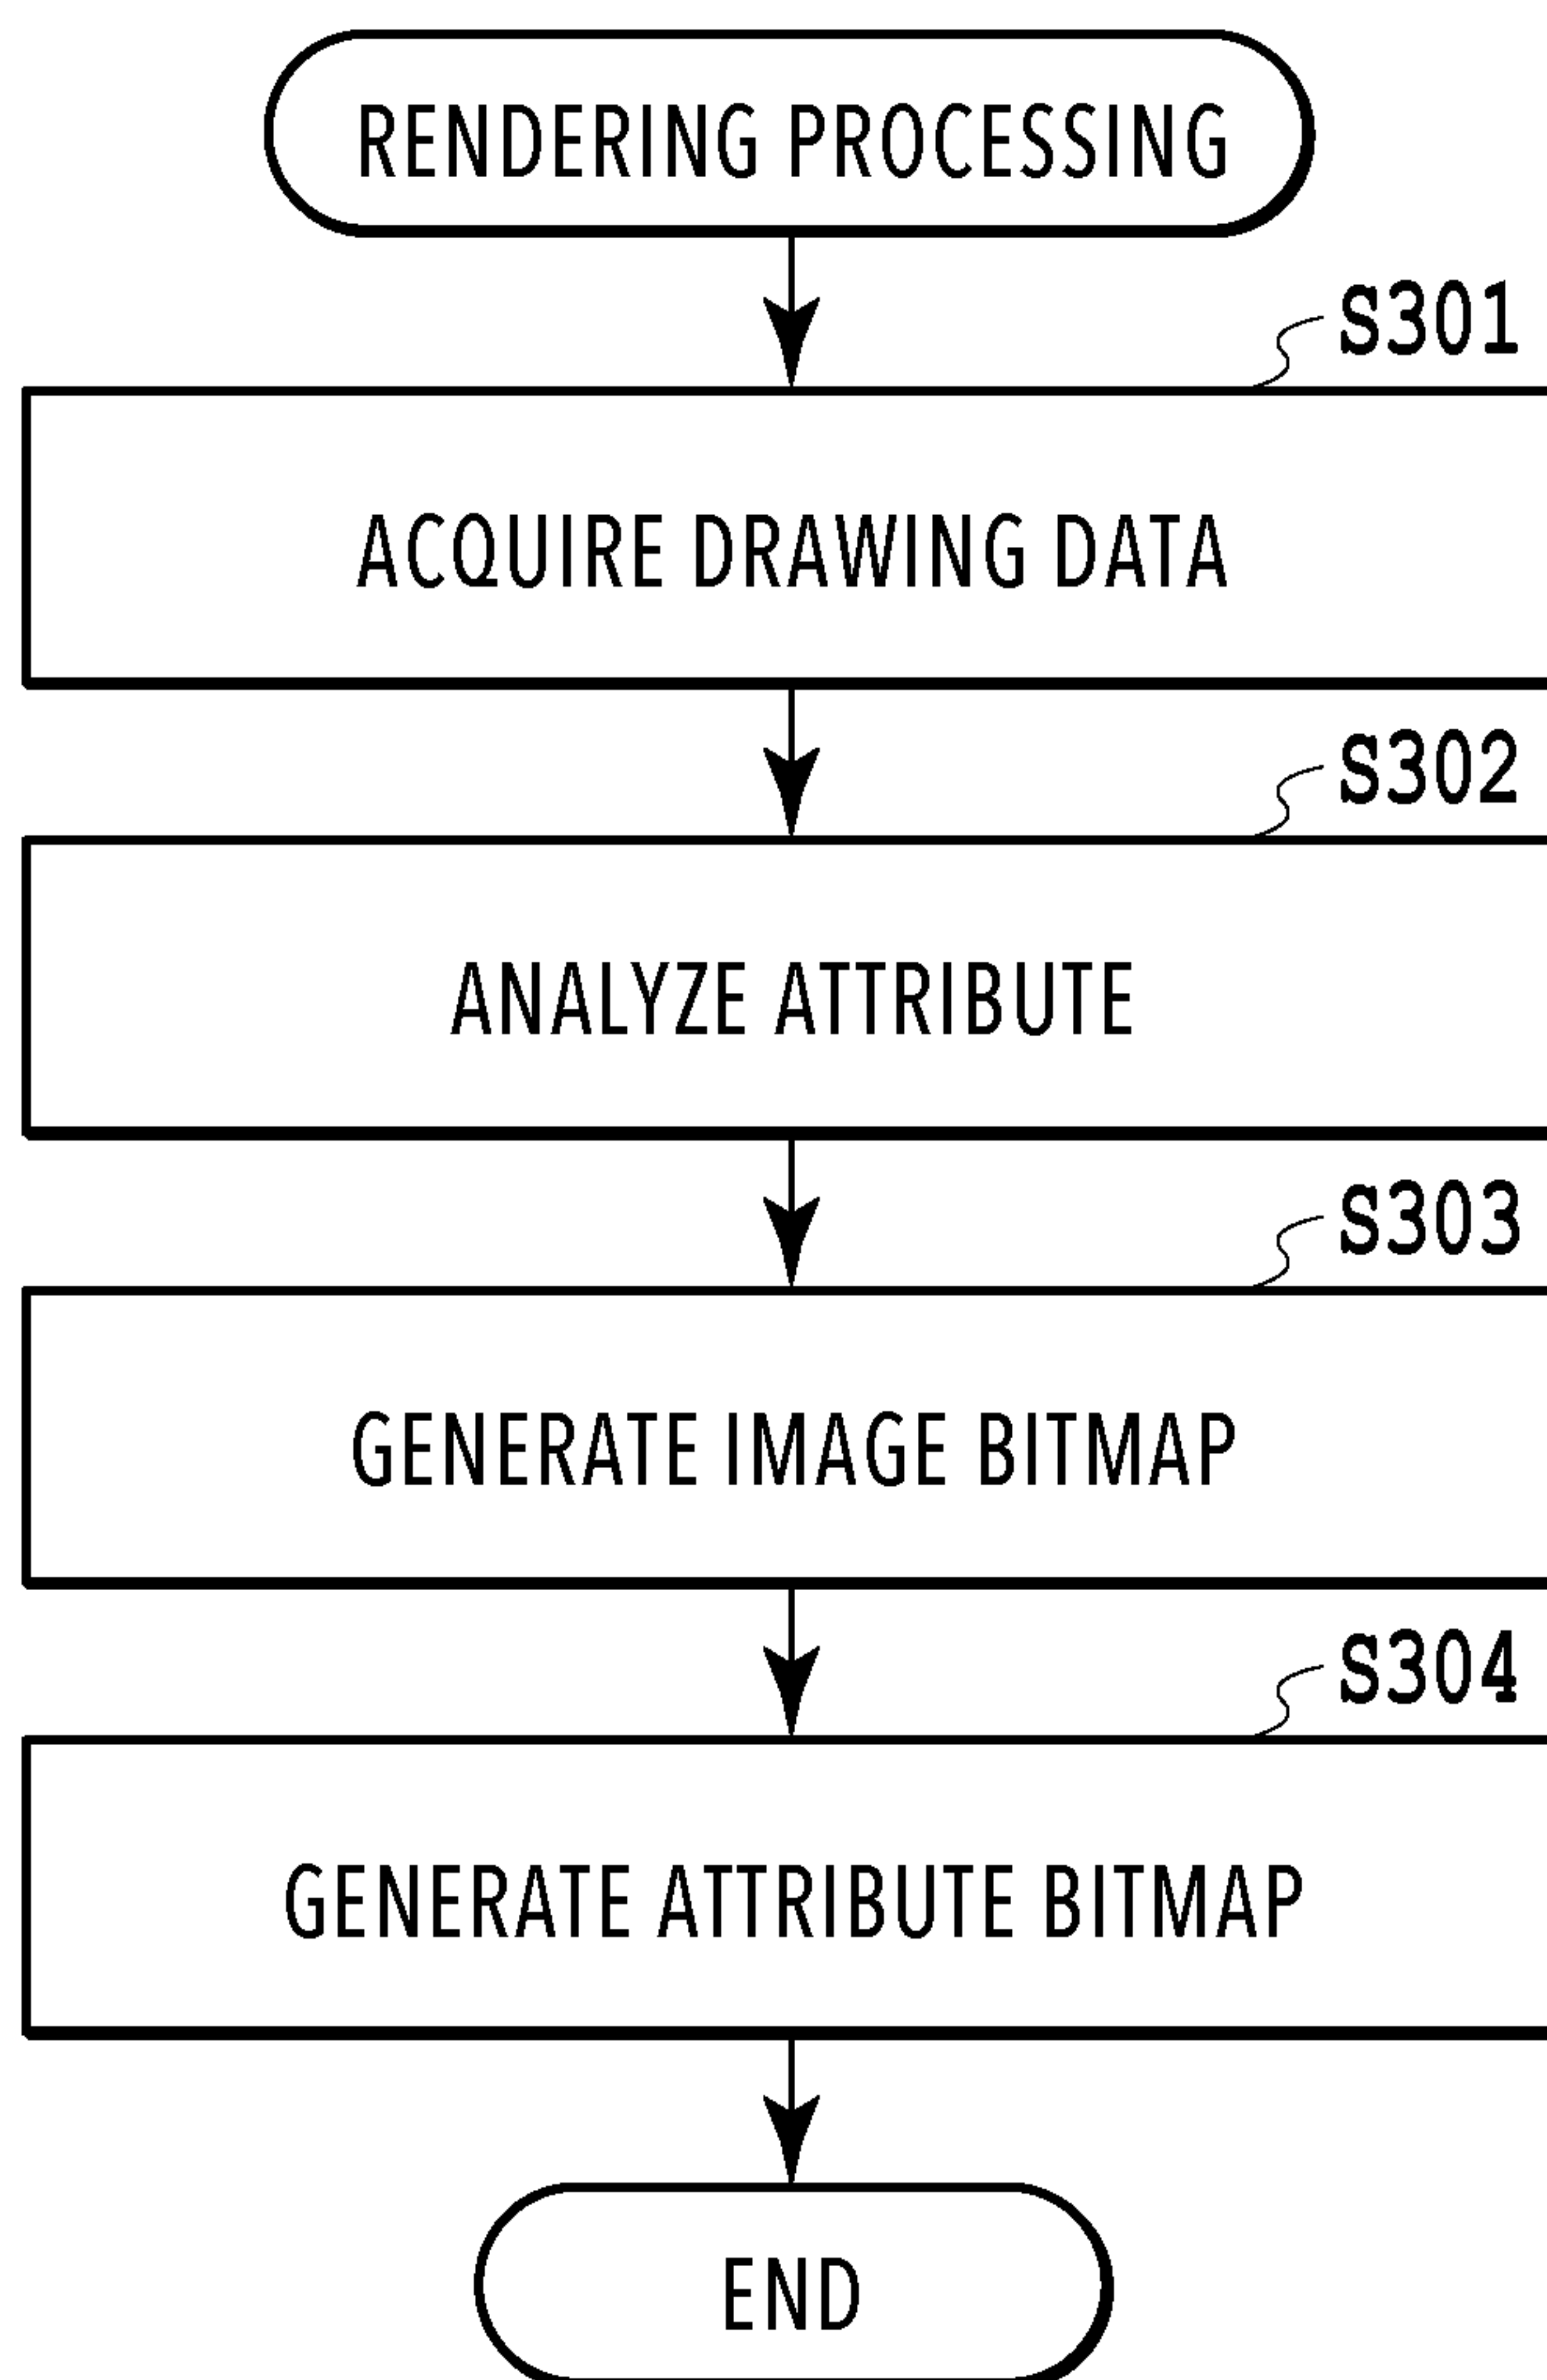 RENDERING PROCESSING
S301
ACQUIRE DRAWING DATA
S302
ANALYZE ATTRIBUTE
S303
GENERATE IMAGE BITMAP
S304
GENERATE ATTRIBUTE BITMAP
END